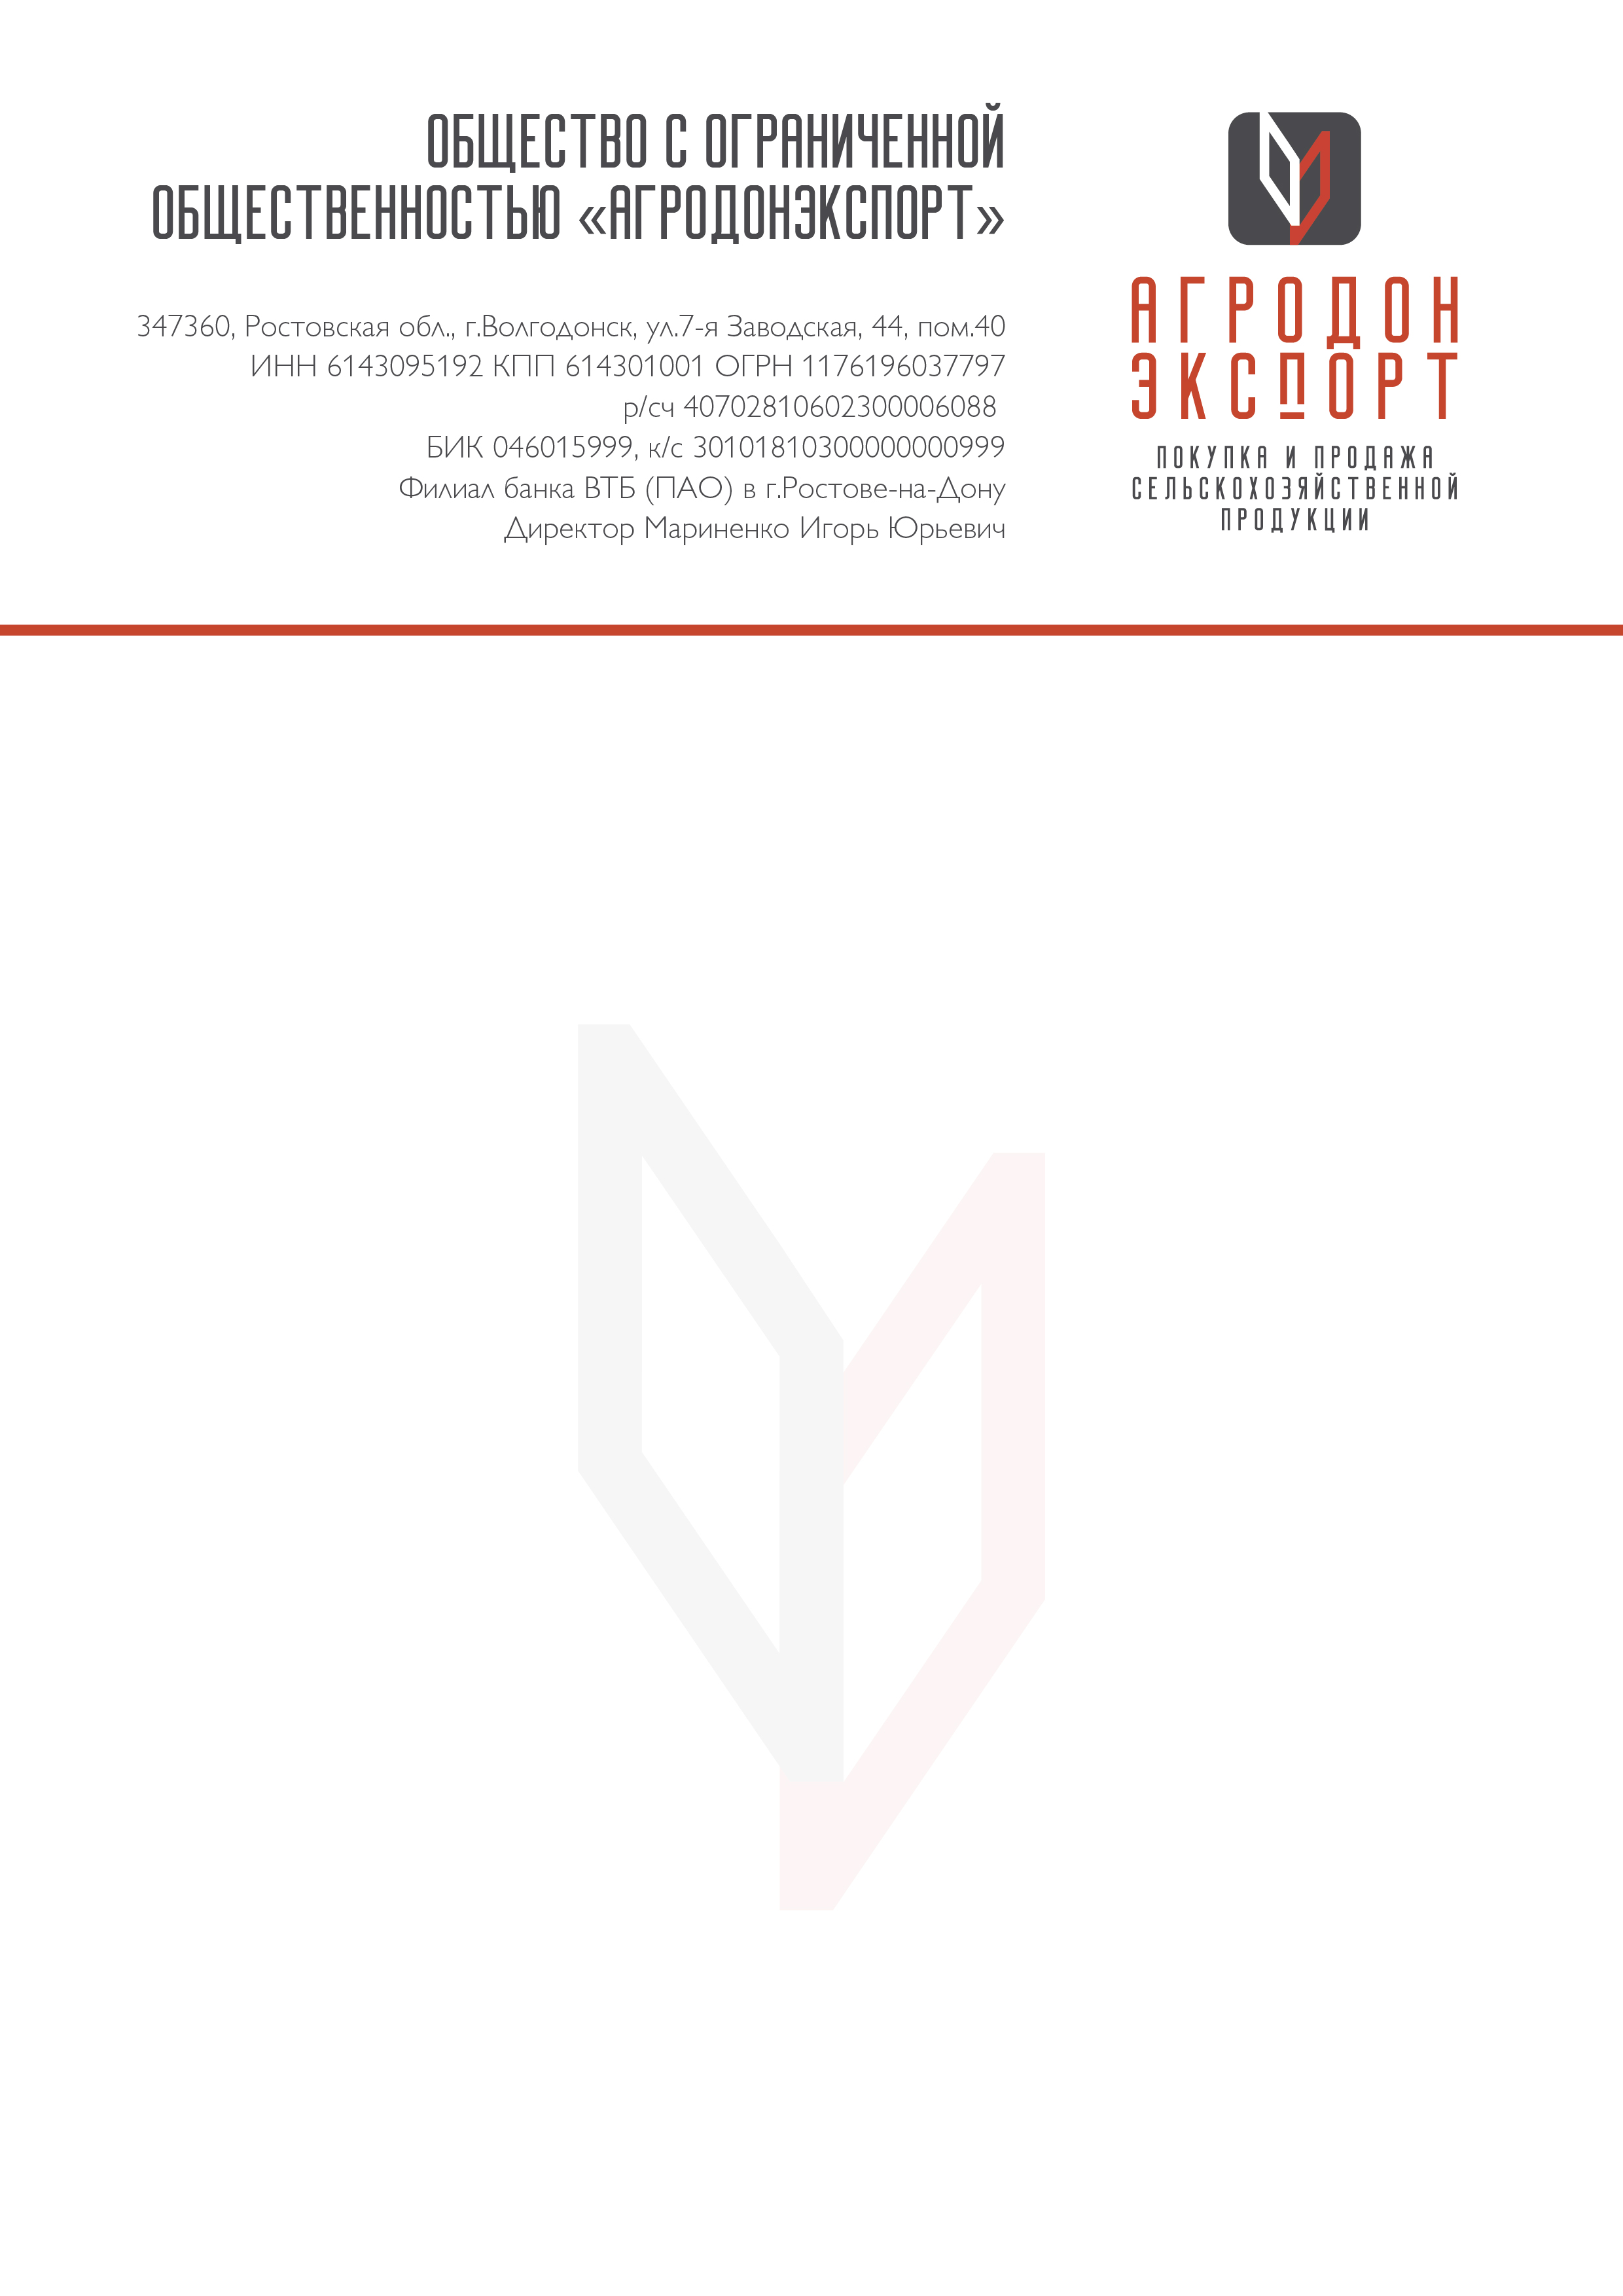 ОБЩЕСТВО С ОГРАНИЧЕННОЙ
ОБЩЕСТВЕННОСТЬЮ «АГРОДОНЭКСПОРТ»
347360, Ростовская обл., г.Волгодонск, ул.7-я Заводская, 44, пом.40
ИНН 6143095192 КПП 614301001 ОГРН 1176196037797
р/сч 40702810602300006088
БИК 046015999, к/с 30101810300000000999
Филиал банка ВТБ (ПАО) в г.Ростове-на-Дону
Директор Мариненко Игорь Юрьевич
АГРОДОН
ЭКСПОРТ
ПОКУПКА И ПРОДАЖА
СЕЛЬСКОХОЗЯЙСТВЕННОЙ
ПРОДУКЦИИ